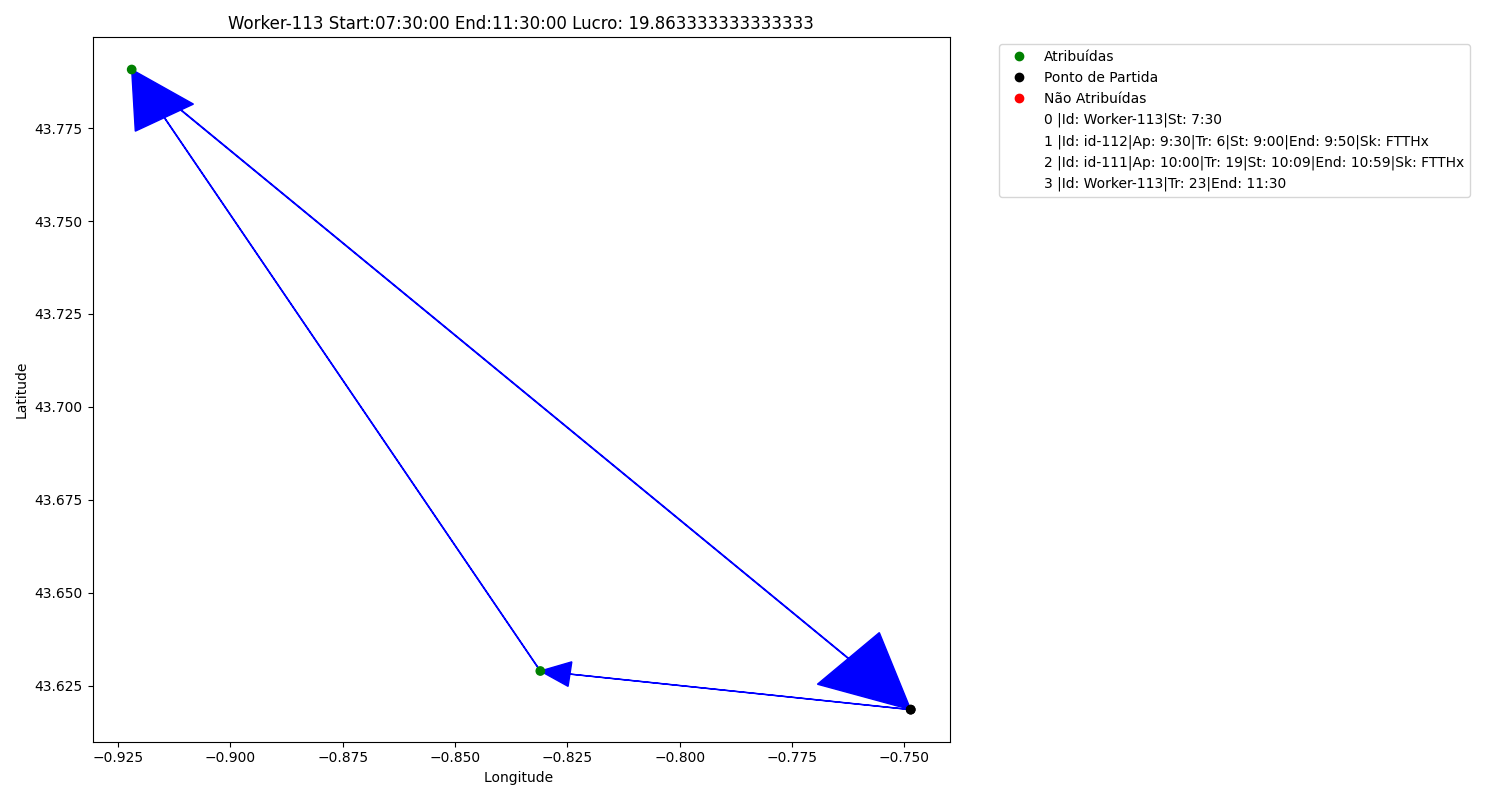 Worker-113 Start:07:30:00 End:11:30:00 Lucro: 19.863333333333333
Atribuídas
Ponto de Partida
Não Atribuídas
0 |Id: Worker-113|St: 7:30
1 |Id: id-112|Ap: 9:30|Tr: 6|St: 9:00|End: 9:50|Sk: FTTHx
2 |Id: id-111|Ap: 10:00|Tr: 19|St: 10:09|End: 10:59|Sk: FTTHx
3 |Id: Worker-113|Tr: 23|End: 11:30
43.775
43.750
43.725
43.700
43.675
43.650
43.625
Latitude
−0.925 −0.900 −0.875 −0.850 −0.825 −0.800 −0.775 −0.750
Longitude